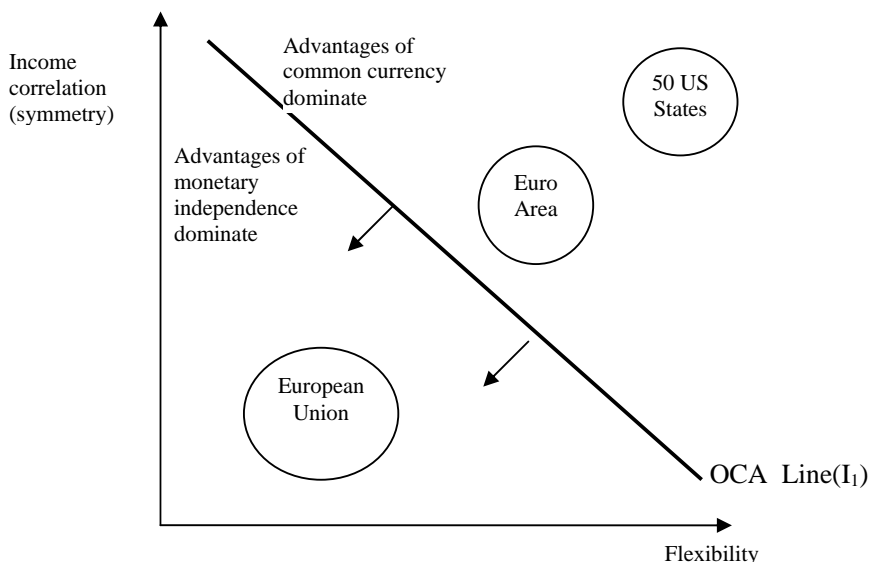 Income
correlation
(symmetry)
Advantages of
common currency
dominate
50 US
States
Advantages of
monetary
independence
dominate
Euro
Area
European
Union
OCA Line(I₁)
Flexibility